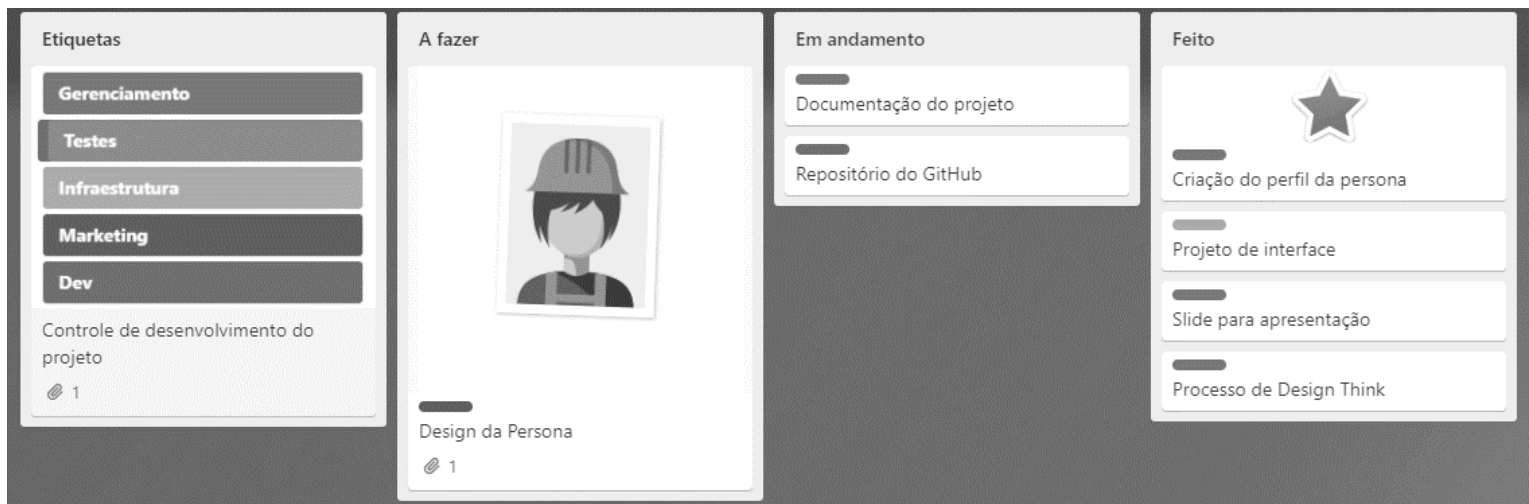 Etiquetas
Gerenciamento
Testes
Infraestrutura
Marketing
Dev
Controle de desenvolvimento do
projeto
1
A fazer
Design da Persona
1
Em andamento
Documentação do projeto
Repositório do GitHub
Feito
Criação do perfil da persona
Projeto de interface
Slide para apresentação
Processo de Design Think